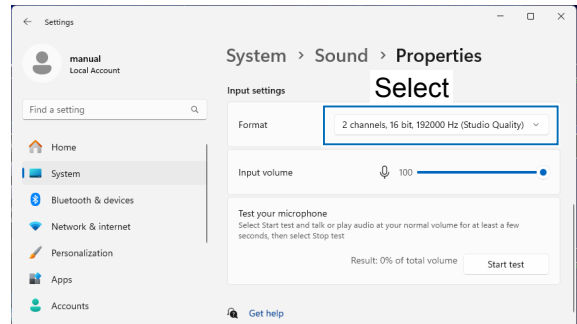 Settings
manual
Local Account
Find a setting
Home
System
Bluetooth & devices
Network & internet
Personalization
Apps
Accounts
System > Sound > Properties
Select
Input settings
Format
2 channels, 16 bit, 192000 Hz (Studio Quality)
Input volume
100
Test your microphone
Select Start test and talk or play audio at your normal volume for at least a few
seconds, then select Stop test
Result: 0% of total volume
Start test
Get help